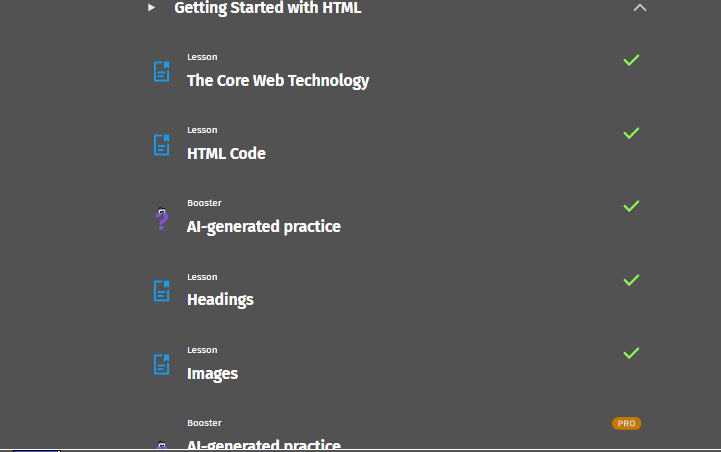 Getting Started with HTML
Lesson
The Core Web Technology
Lesson
HTML Code
Booster
AI-generated practice
Lesson
Headings
Lesson
Images
Booster
PRO
AI-generated practice